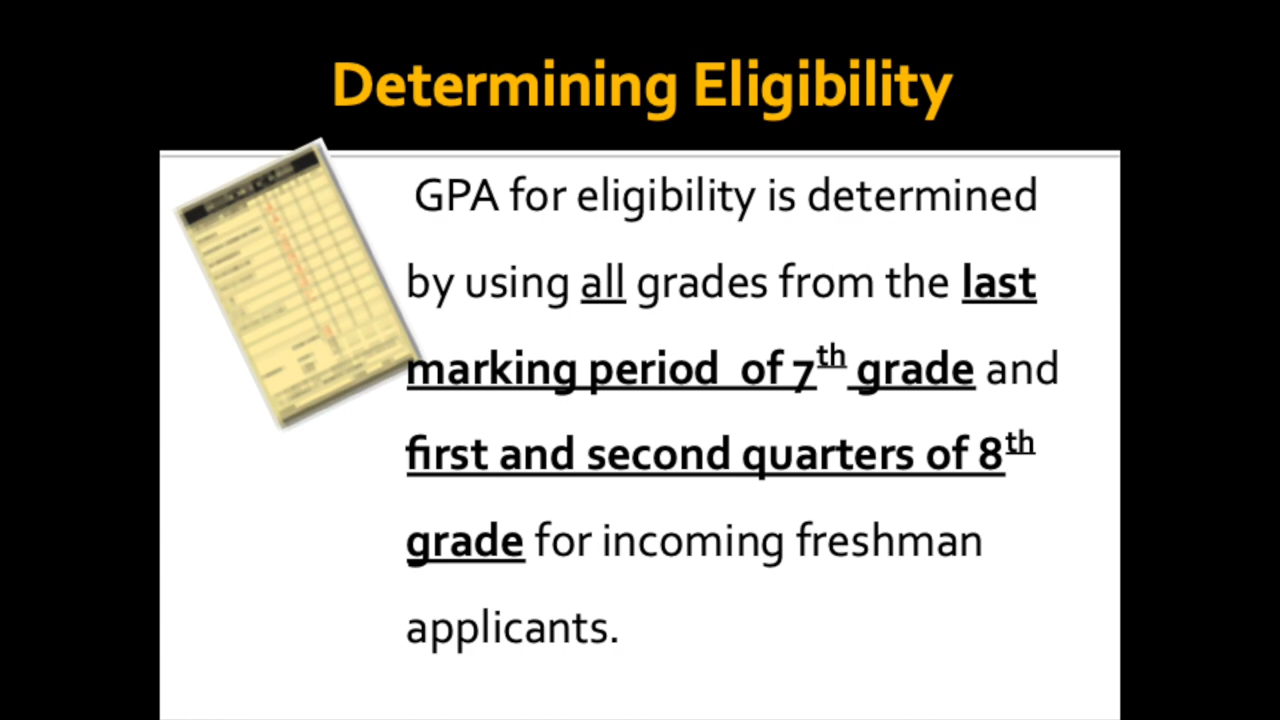 Determining Eligibility
GPA for eligibility is determined
by using all grades from the last
marking period of 7th grade and
first and second quarters of 8th
grade for incoming freshman
applicants.